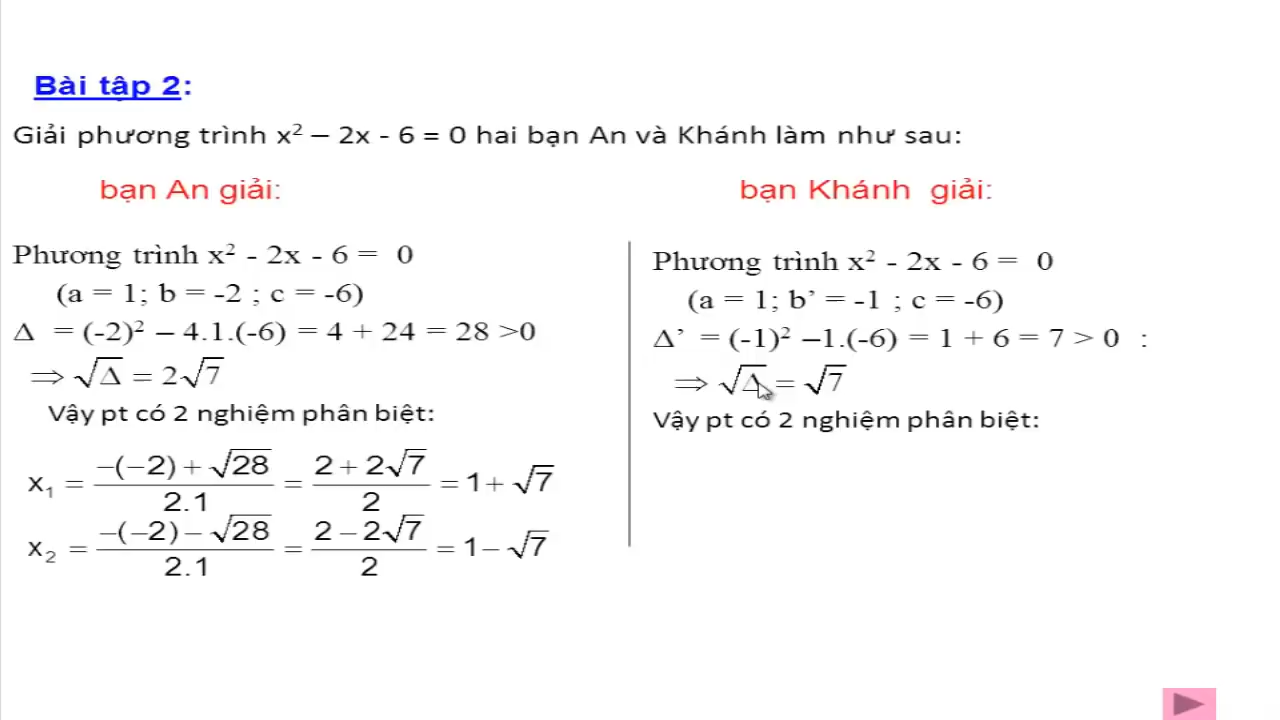 Bài tập 2:
Giải phương trình x² – 2x - 6 = 0 hai bạn An và Khánh làm như sau:
bạn An giải:
Phương trình x² - 2x - 6 = 0
(a = 1; b = -2 ; c = -6)
Δ = (-2)² – 4.1.(-6) = 4 + 24 = 28 >0
⇒ √Δ = 2√7
Vậy pt có 2 nghiệm phân biệt:
x₁ = (−(−2) + √28)/2.1 = (2 + 2√7)/2 = 1 + √7
x₂ = (−(−2) − √28)/2.1 = (2 − 2√7)/2 = 1 − √7
bạn Khánh giải:
Phương trình x² - 2x - 6 = 0
(a = 1; b’ = -1 ; c = -6)
Δ’ = (-1)² –1.(-6) = 1 + 6 = 7 > 0 :
⇒ √Δ = √7
Vậy pt có 2 nghiệm phân biệt: